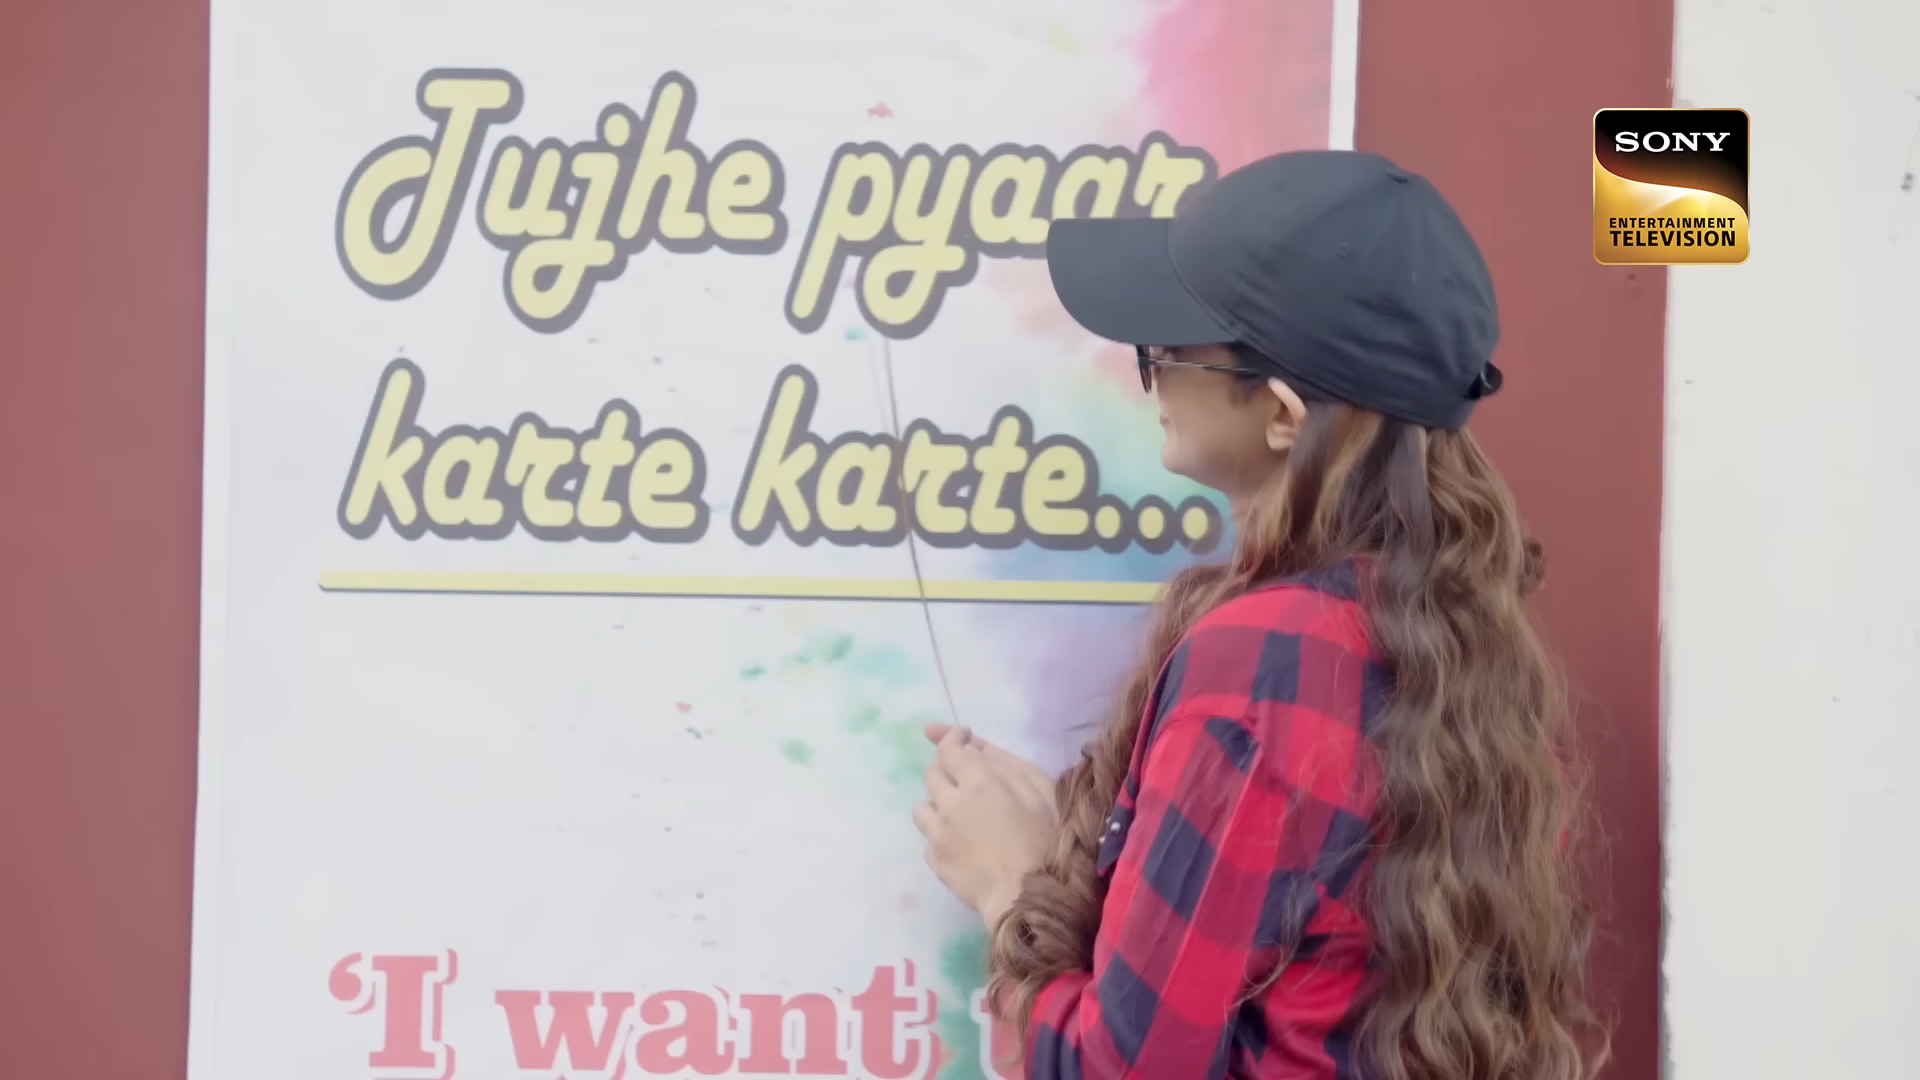 Tujhe pyaar
karte karte...
'I want
SONY
ENTERTAINMENT
TELEVISION